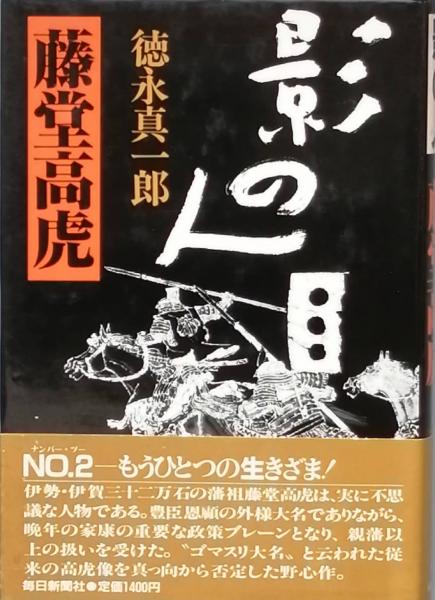 影の人
徳永真一郎
藤堂高虎
ナンバー・ツー
NO.2―もうひとつの生きざま!
伊勢・伊賀三十二万石の藩祖藤堂高虎は、実に不思
議な人物である。豊臣恩顧の外様大名でありながら、
晩年の家康の重要な政策ブレーンとなり、親藩以
上の扱いを受けた。〝ゴマスリ大名〟と云われた従
来の高虎像を真っ向から否定した野心作。
毎日新聞社●定価1400円